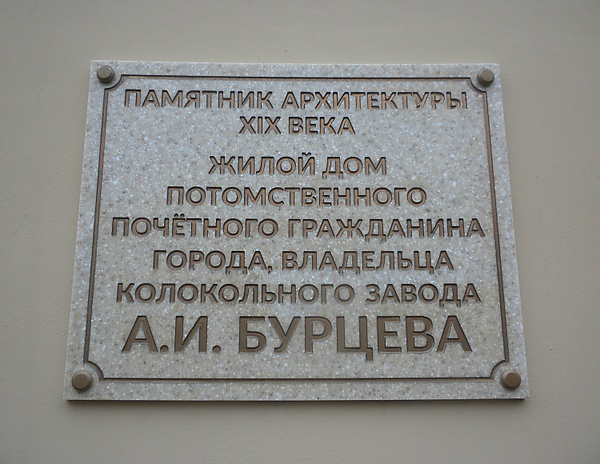 ПАМЯТНИК АРХИТЕКТУРЫ
XIX ВЕКА
ЖИЛОЙ ДОМ
ПОТОМСТВЕННОГО
ПОЧЁТНОГО ГРАЖДАНИНА
ГОРОДА, ВЛАДЕЛЬЦА
КОЛОКОЛЬНОГО ЗАВОДА
А.И. БУРЦЕВА